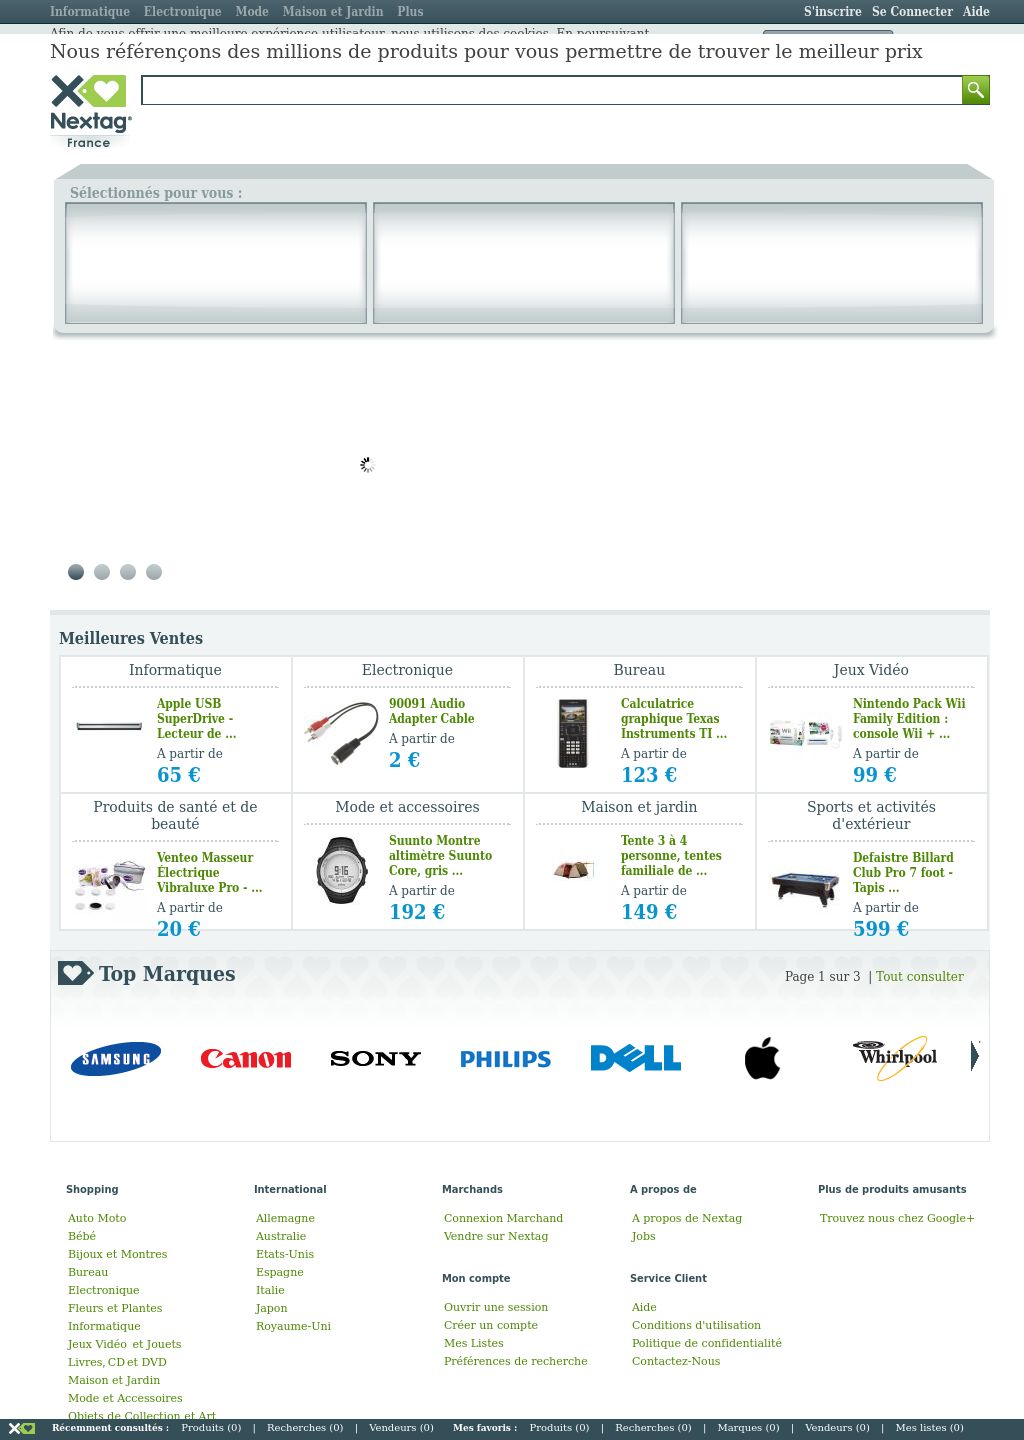 Informatique Electronique Mode Maison et Jardin Plus S'inscrire Se Connecter Aide
Afin de vous offrir une meilleure expérience utilisateur, nous utilisons des cookies. En poursuivant
Nous référençons des millions de produits pour vous permettre de trouver le meilleur prix
Nextag
France
Sélectionnés pour vous :
Meilleures Ventes
Informatique
Apple USB
SuperDrive -
Lecteur de ...
A partir de
65 €
Electronique
90091 Audio
Adapter Cable
A partir de
2 €
Bureau
Calculatrice
graphique Texas
Instruments TI ...
A partir de
123 €
Jeux Vidéo
Nintendo Pack Wii
Family Edition :
console Wii + ...
A partir de
99 €
Produits de santé et de
beauté
Venteo Masseur
Électrique
Vibraluxe Pro - ...
A partir de
20 €
Mode et accessoires
Suunto Montre
altimètre Suunto
Core, gris ...
A partir de
192 €
Maison et jardin
Tente 3 à 4
personne, tentes
familiale de ...
A partir de
149 €
Sports et activités
d'extérieur
Defaistre Billard
Club Pro 7 foot -
Tapis ...
A partir de
599 €
Top Marques
Page 1 sur 3 | Tout consulter
SAMSUNG Canon SONY PHILIPS DELL Whirlpool
Shopping
Auto Moto
Bébé
Bijoux et Montres
Bureau
Electronique
Fleurs et Plantes
Informatique
Jeux Vidéo et Jouets
Livres, CD et DVD
Maison et Jardin
Mode et Accessoires
Objets de Collection et Art
International
Allemagne
Australie
Etats-Unis
Espagne
Italie
Japon
Royaume-Uni
Marchands
Connexion Marchand
Vendre sur Nextag
Mon compte
Ouvrir une session
Créer un compte
Mes Listes
Préférences de recherche
A propos de
A propos de Nextag
Jobs
Service Client
Aide
Conditions d'utilisation
Politique de confidentialité
Contactez-Nous
Plus de produits amusants
Trouvez nous chez Google+
Récemment consultés : Produits (0) | Recherches (0) | Vendeurs (0) Mes favoris : Produits (0) | Recherches (0) | Marques (0) | Vendeurs (0) | Mes listes (0)